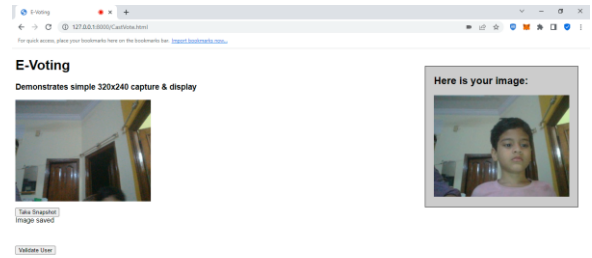 E-Voting
127.0.0.1:8000/CastVote.html
For quick access, place your bookmarks here on the bookmarks bar. Import bookmarks now...
E-Voting
Demonstrates simple 320x240 capture & display
Here is your image:
Take Snapshot
Image saved
Validate User